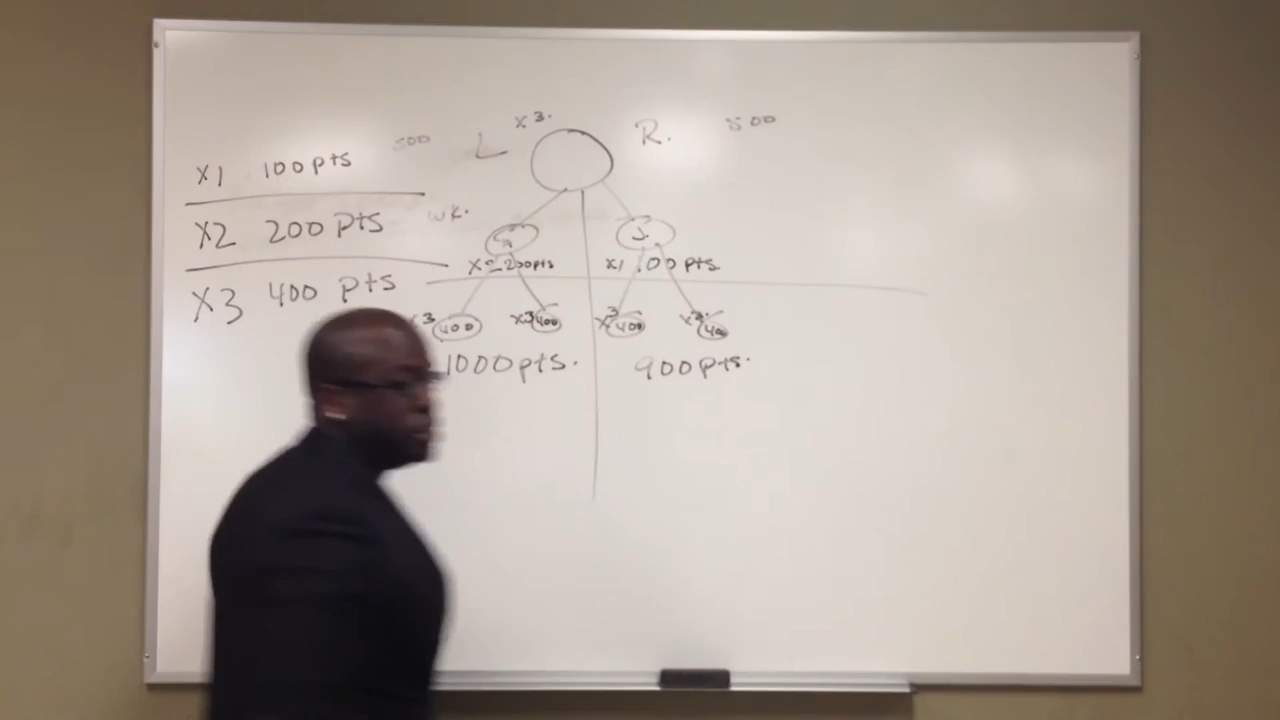 X3.
L R. 500
500
X1 100pts
X2 200 Pts wk.
X3 400 pts
J.
X2 200pts X1 100 pts
X3 400 X3 400 X3 400 X3. 400
1000pts. 900pts.